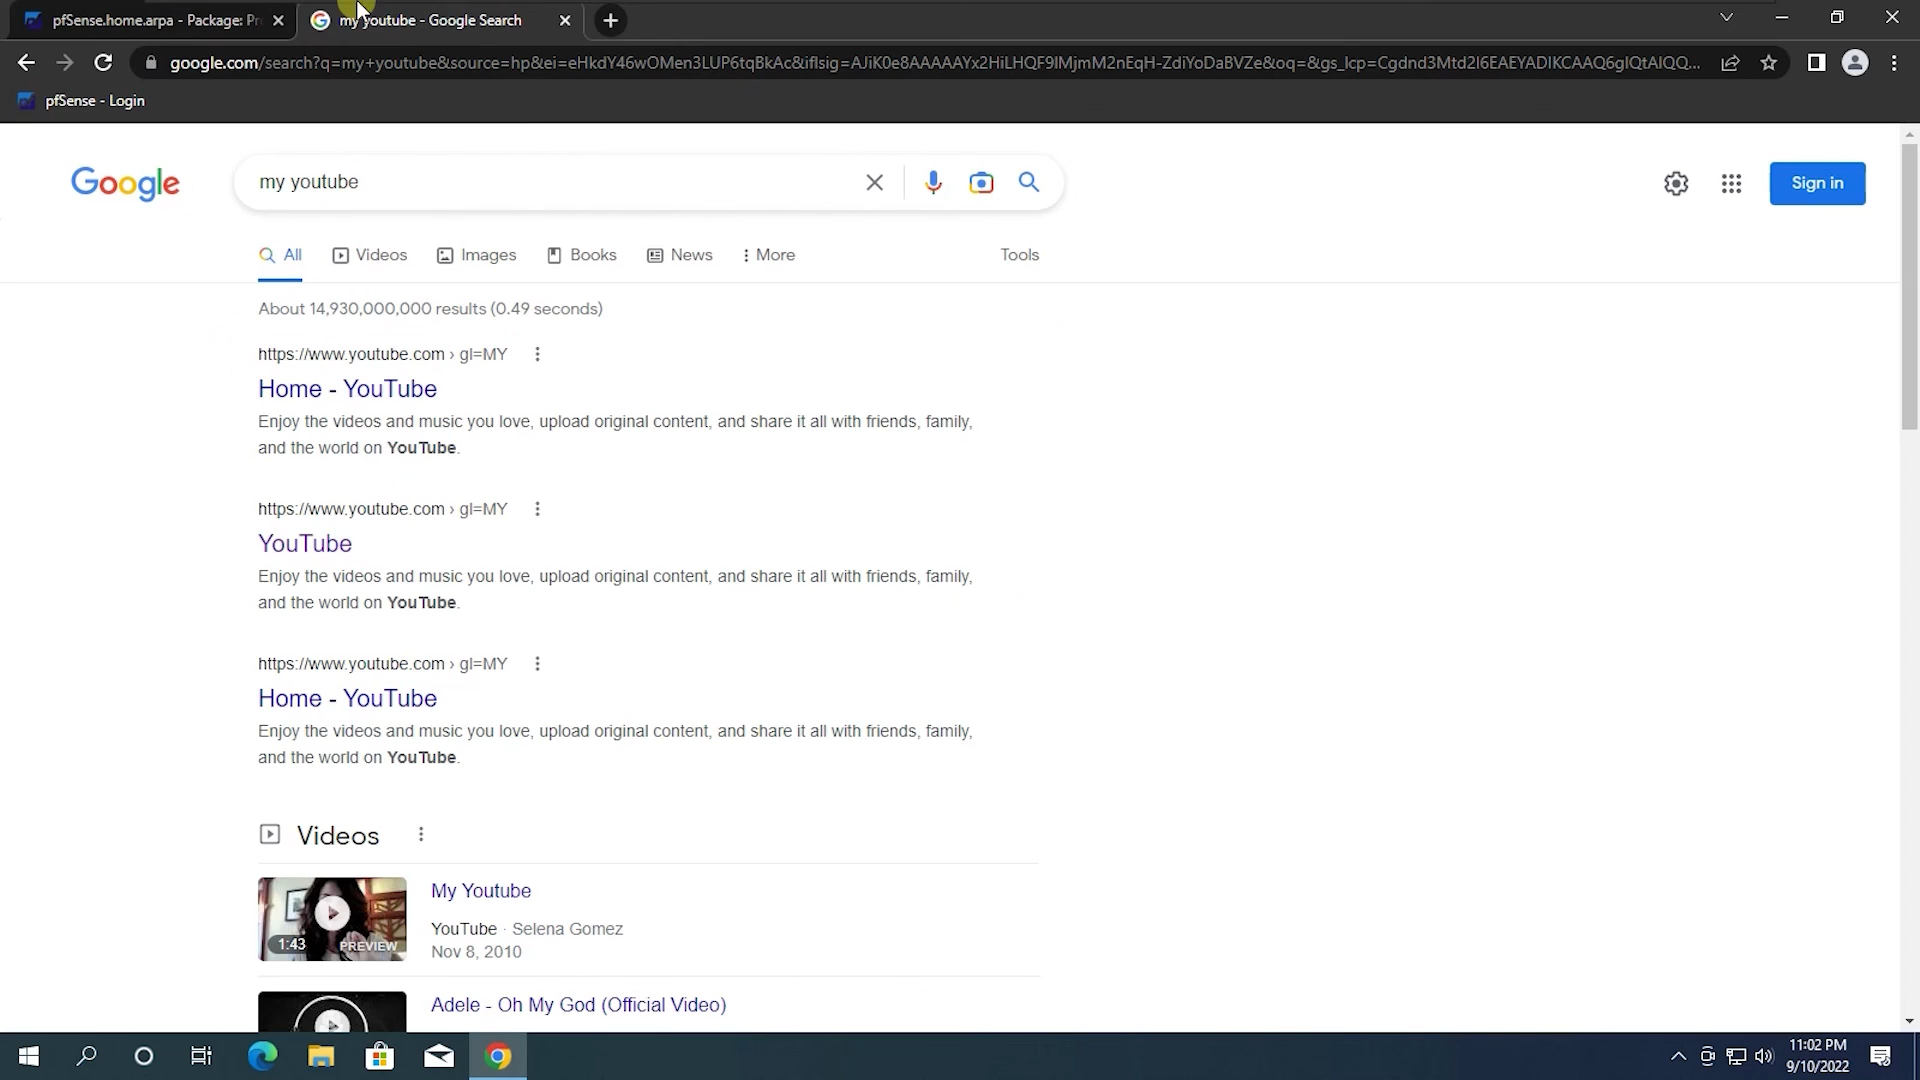 pfSense.home.arpa - Package: Pr
my youtube - Google Search
google.com/search?q=my+youtube&source=hp&ei=eHkdY46wOMen3LUP6tqBkAc&iflsig=AJiK0e8AAAAAYx2HiLHQF9IMjmM2nEqH-ZdiYoDaBVZe&oq=&gs_lcp=Cgdnd3Mtd2l6EAEYADIKCAAQ6gIQtAIQQ...
pfSense - Login
Google
my youtube
Sign in
All
Videos
Images
Books
News
More
Tools
About 14,930,000,000 results (0.49 seconds)
https://www.youtube.com › gl=MY
Home - YouTube
Enjoy the videos and music you love, upload original content, and share it all with friends, family,
and the world on YouTube.
https://www.youtube.com › gl=MY
YouTube
Enjoy the videos and music you love, upload original content, and share it all with friends, family,
and the world on YouTube.
https://www.youtube.com › gl=MY
Home - YouTube
Enjoy the videos and music you love, upload original content, and share it all with friends, family,
and the world on YouTube.
Videos
My Youtube
1:43
PREVIEW
YouTube · Selena Gomez
Nov 8, 2010
Adele - Oh My God (Official Video)
11:02 PM
9/10/2022